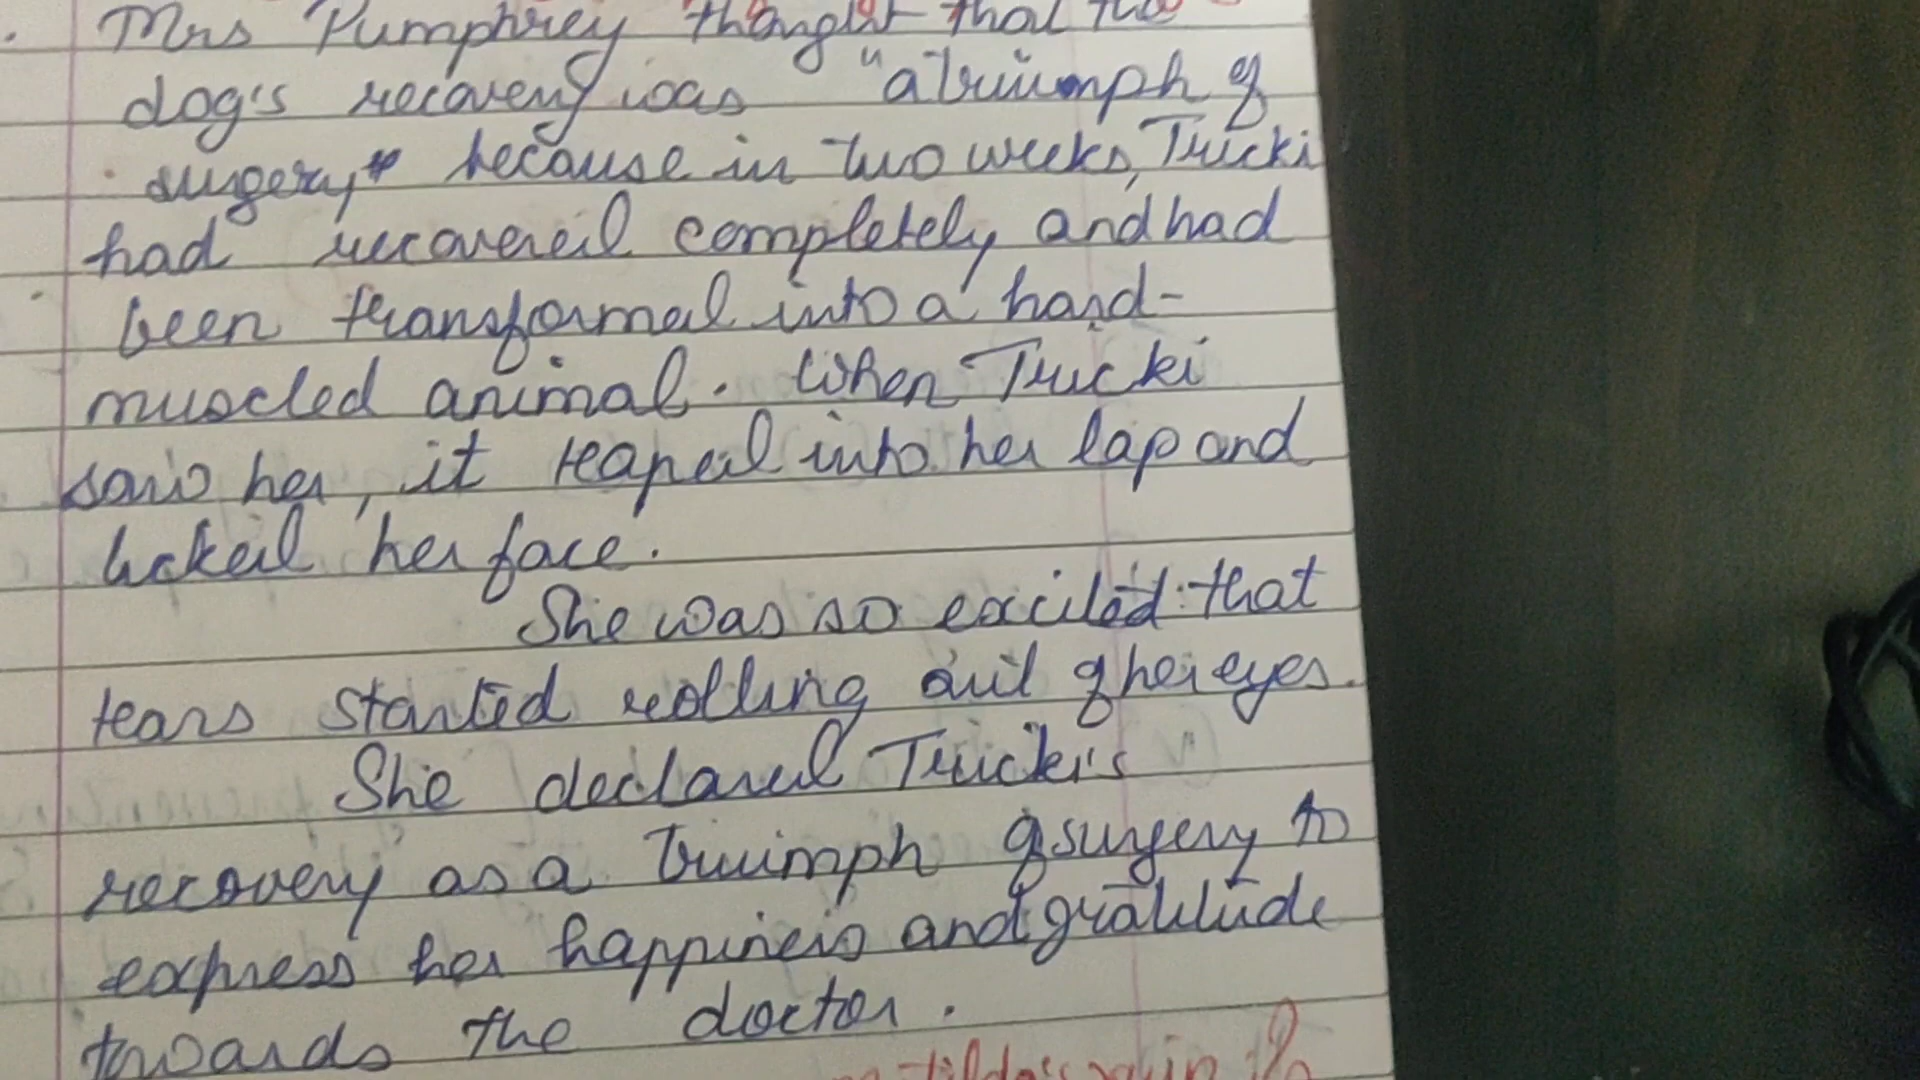 Mrs Pumphrey thought that the
dog's recovery was "a triumph of
sugery" because in two weeks, Tricki
had recovered completely and had
been transformed into a hard-
muscled animal. When Tricki
saw her, it leaped into her lap and
licked her face.
She was so excited that
tears started rolling out of her eyes.
She declared Tricki's
recovery as a triumph of surgery to
express her happiness and gratitude
towards the doctor.